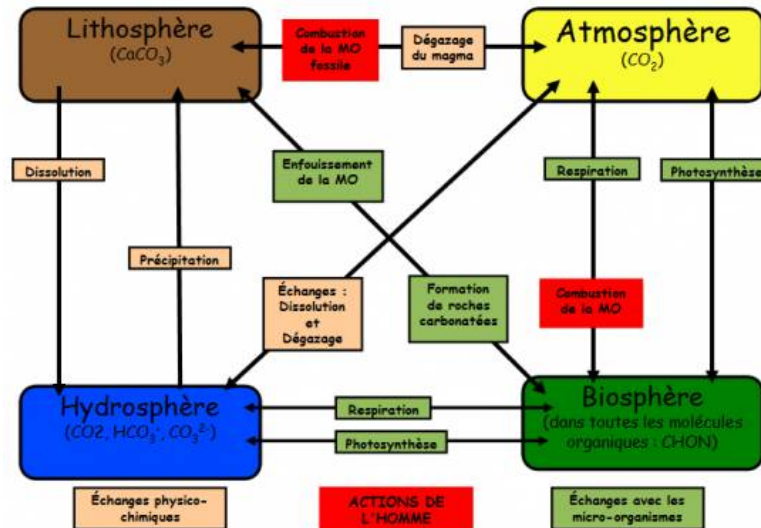 Lithosphère
(CaCO₃)
Combustion
de la MO
fossile
Dégazage
du magma
Atmosphère
(CO₂)
Dissolution
Enfouissement
de la MO
Respiration
Photosynthèse
Précipitation
Échanges :
Dissolution
et
Dégazage
Formation
de roches
carbonatées
Combustion
de la MO
Hydrosphère
(CO2, HCO₃⁻, CO₃²⁻)
Respiration
Photosynthèse
Biosphère
(dans toutes les molécules
organiques : CHON)
Échanges physico-
chimiques
ACTIONS DE
L'HOMME
Échanges avec les
micro-organismes